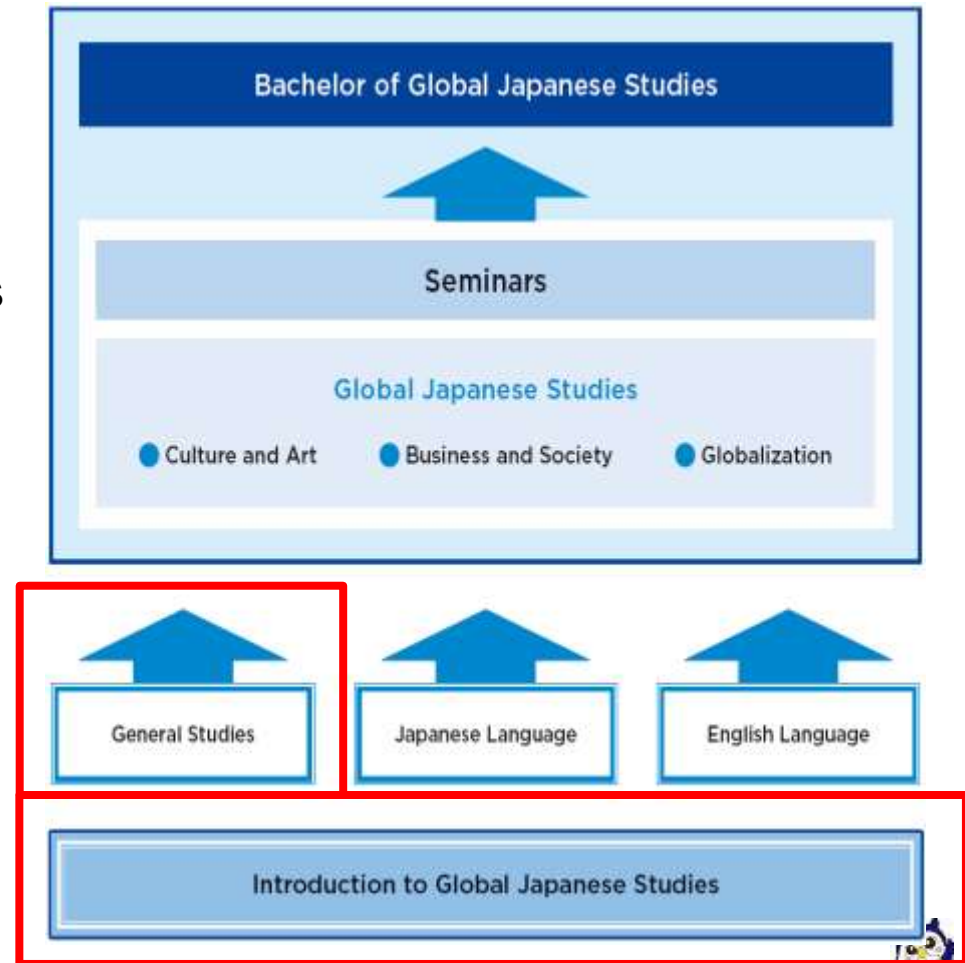 Bachelor of Global Japanese Studies
Seminars
s
Global Japanese Studies
Culture and Art Business and Society Globalization
General Studies Japanese Language English Language
Introduction to Global Japanese Studies